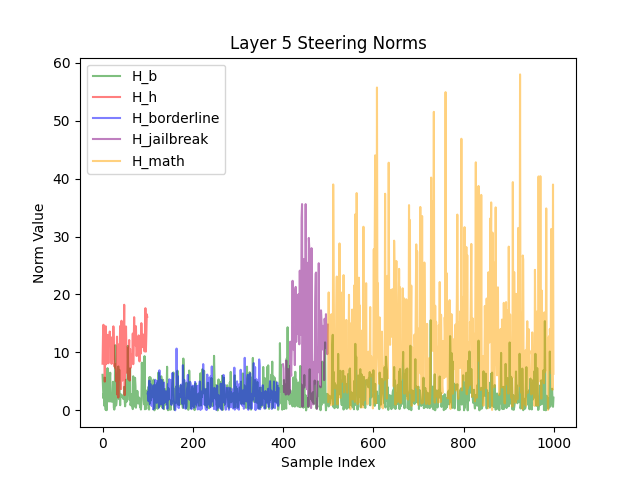 Layer 5 Steering Norms
60
50
40
30
20
10
0
Norm Value
H_b
H_h
H_borderline
H_jailbreak
H_math
0
200
400
600
800
1000
Sample Index